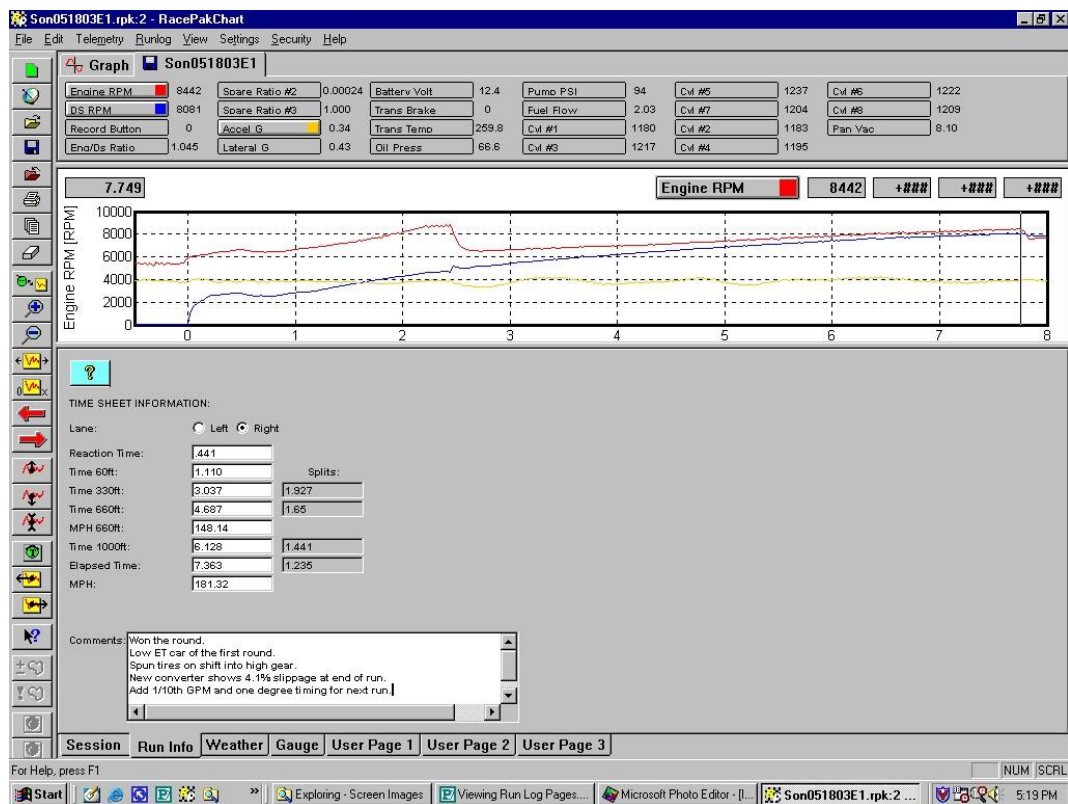 Son051803E1.rpk:2 - RacePakChart
File Edit Telemetry Runlog View Settings Security Help
Graph Son051803E1
Engine RPM 8442 Spare Ratio #2 0.00024 Battery Volt 12.4 Pump PSI 94 Cyl #5 1237 Cyl #6 1222
DS RPM 8081 Spare Ratio #3 1.000 Trans Brake 0 Fuel Flow 2.03 Cyl #7 1204 Cyl #8 1209
Record Button 0 Accel G 0.34 Trans Temp 259.8 Cyl #1 1180 Cyl #2 1183 Pan Vac 8.10
Eng/Ds Ratio 1.045 Lateral G 0.43 Oil Press 66.6 Cyl #3 1217 Cyl #4 1195
7.749 Engine RPM 8442 +### +### +###
Engine RPM [RPM]
10000
8000
6000
4000
2000
0
0 1 2 3 4 5 6 7 8
?
TIME SHEET INFORMATION:
Lane: Left Right
Reaction Time: .441
Time 60ft: 1.110 Splits:
Time 330ft: 3.037 1.927
Time 660ft: 4.687 1.65
MPH 660ft: 148.14
Time 1000ft: 6.128 1.441
Elapsed Time: 7.363 1.235
MPH: 181.32
Comments: Won the round.
Low ET car of the first round.
Spun tires on shift into high gear.
New converter shows 4.1% slippage at end of run.
Add 1/10th GPM and one degree timing for next run.
Session Run Info Weather Gauge User Page 1 User Page 2 User Page 3
For Help, press F1 NUM SCRL
Start » Exploring - Screen Images Viewing Run Log Pages.... Microsoft Photo Editor - [I... Son051803E1.rpk:2 ... 5:19 PM